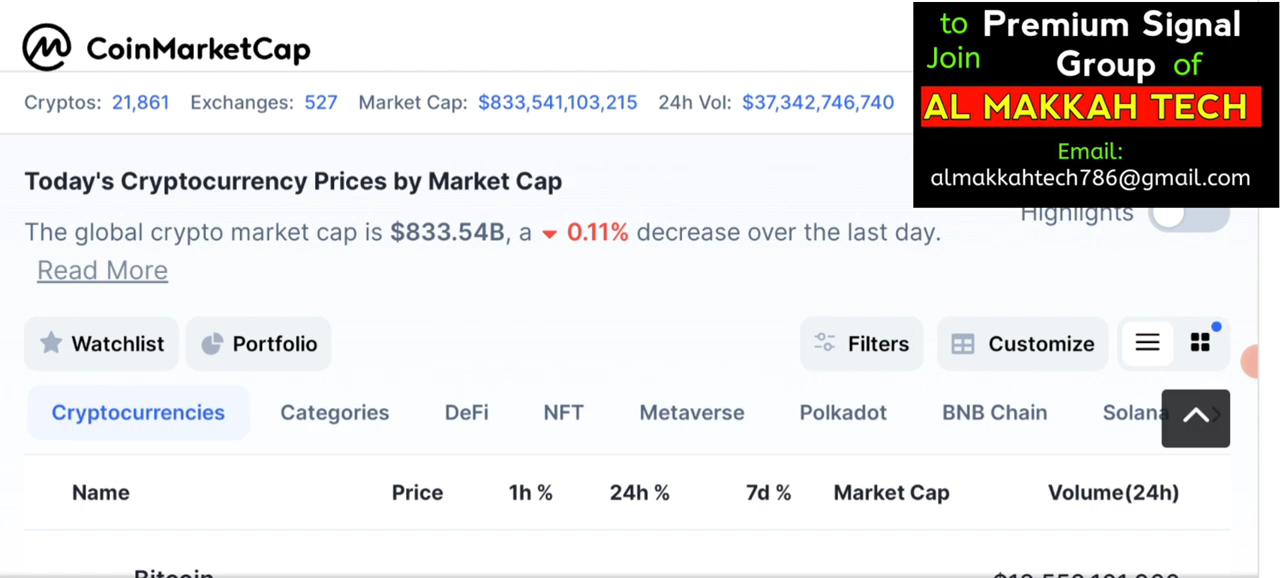 CoinMarketCap
to Premium Signal
Join Group of
AL MAKKAH TECH
Email:
almakkahtech786@gmail.com
Cryptos: 21,861 Exchanges: 527 Market Cap: $833,541,103,215 24h Vol: $37,342,746,740
Today's Cryptocurrency Prices by Market Cap
Highlights
The global crypto market cap is $833.54B, a 0.11% decrease over the last day.
Read More
Watchlist Portfolio Filters Customize
Cryptocurrencies Categories DeFi NFT Metaverse Polkadot BNB Chain Solana
Name Price 1h % 24h % 7d % Market Cap Volume(24h)
Bitcoin